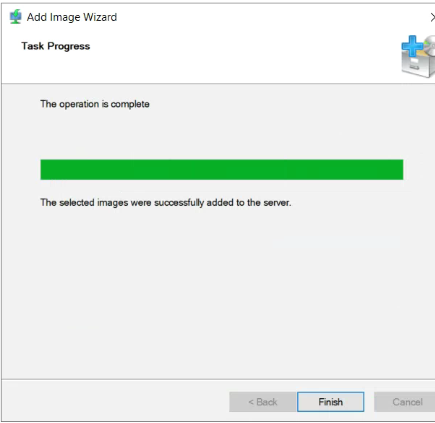 Add Image Wizard
Task Progress
The operation is complete
The selected images were successfully added to the server.
< Back Finish Cancel